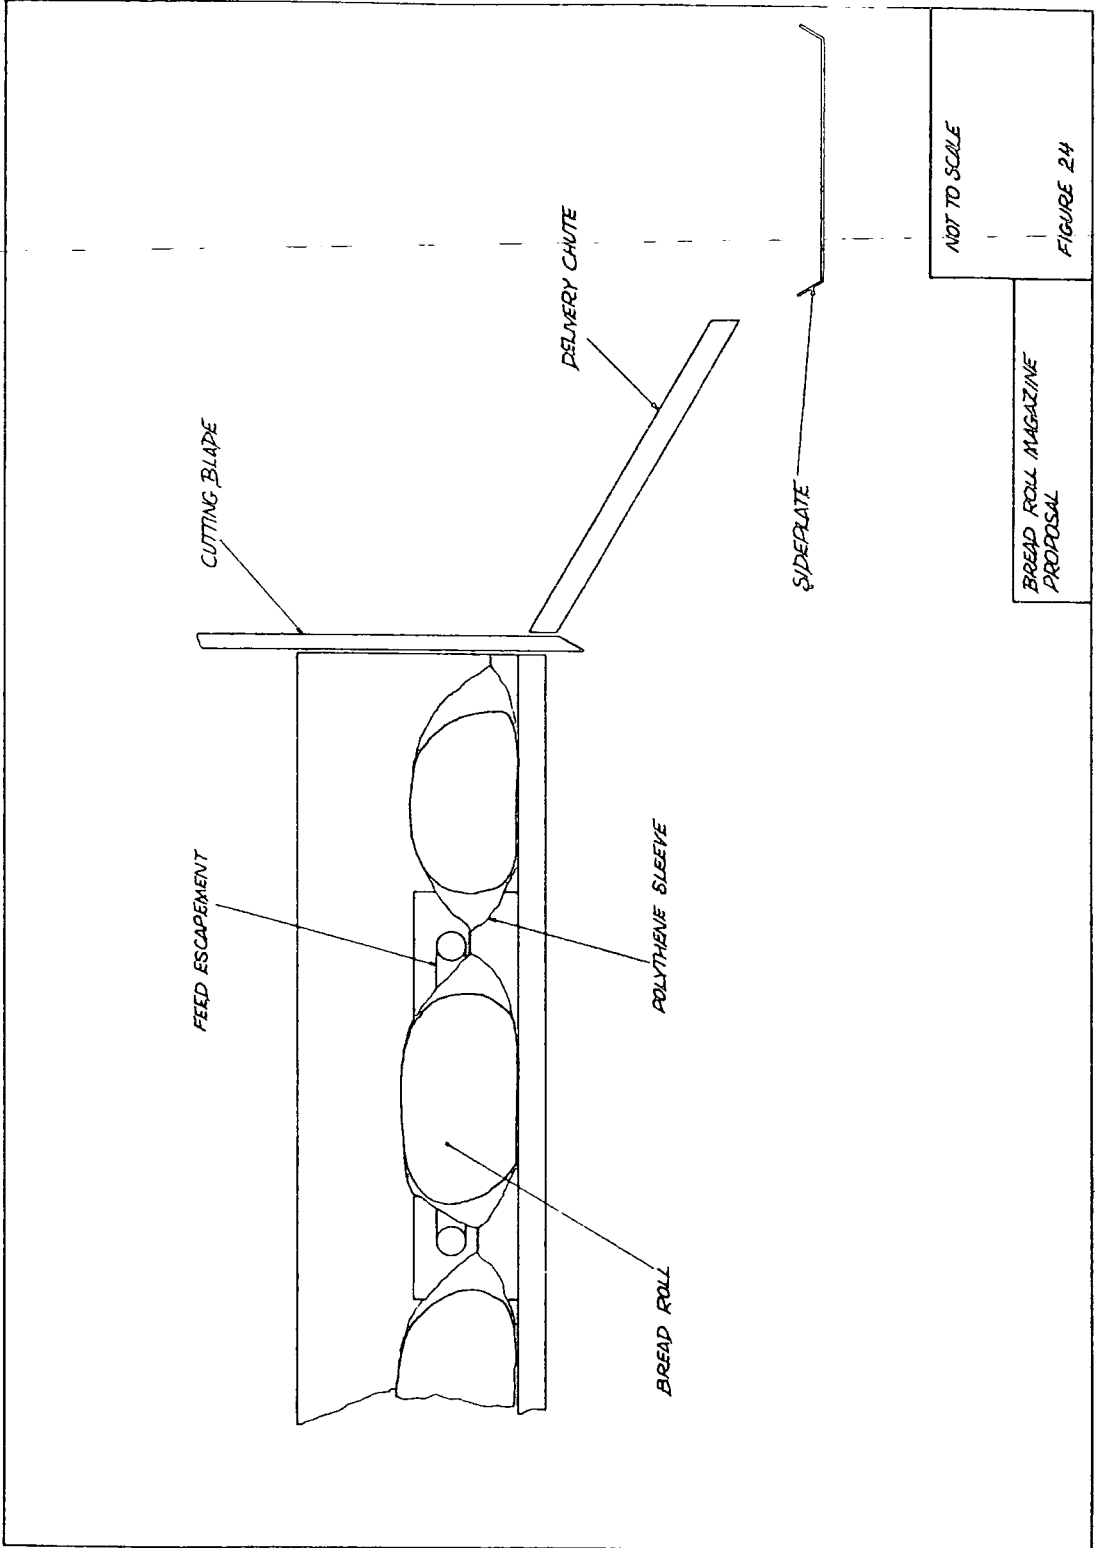 FEED ESCAPEMENT
CUTTING BLADE
DELIVERY CHUTE
BREAD ROLL
POLYTHENE SLEEVE
SIDEPLATE
BREAD ROLL MAGAZINE
PROPOSAL
NOT TO SCALE
FIGURE 24